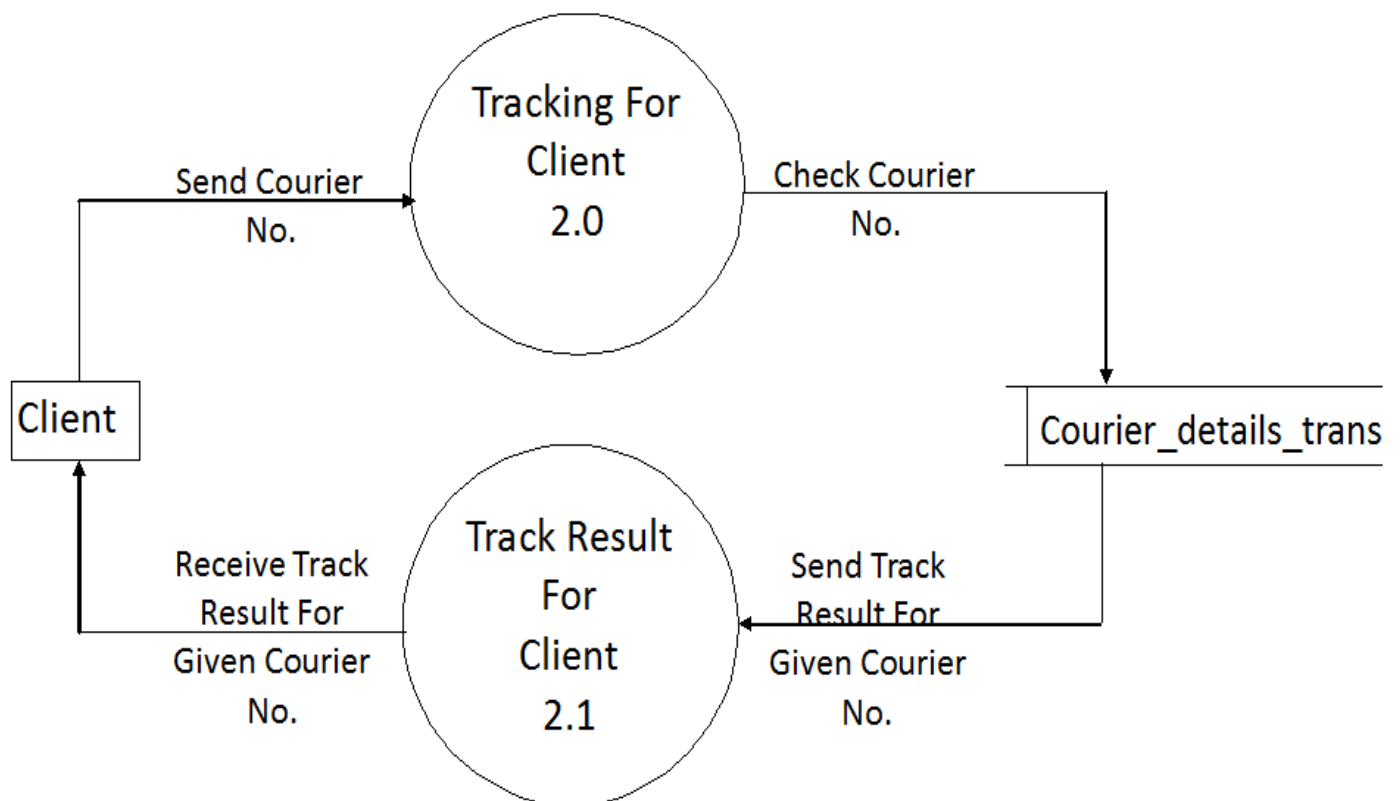 Tracking For
Client
2.0
Send Courier
No.
Check Courier
No.
Client
Courier_details_trans
Track Result
For
Client
2.1
Receive Track
Result For
Given Courier
No.
Send Track
Result For
Given Courier
No.